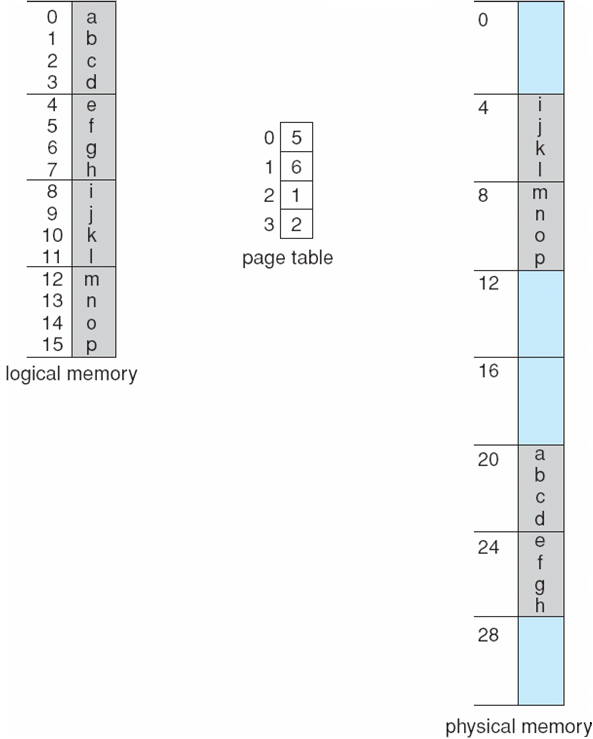 0 a
1 b
2 c
3 d
4 e
5 f
6 g
7 h
8 i
9 j
10 k
11 l
12 m
13 n
14 o
15 p
logical memory
0 5
1 6
2 1
3 2
page table
0
4 i
j
k
l
8 m
n
o
p
12
16
20 a
b
c
d
24 e
f
g
h
28
physical memory